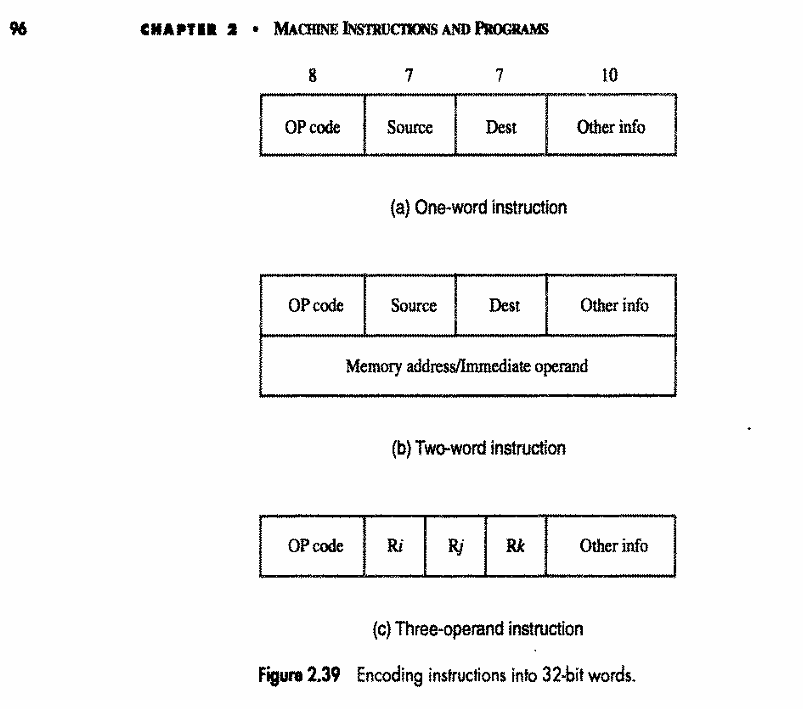 96 CHAPTER 2 • MACHINE INSTRUCTIONS AND PROGRAMS
8 7 7 10
OP code Source Dest Other info
(a) One-word instruction
OP code Source Dest Other info
Memory address/Immediate operand
(b) Two-word instruction
OP code Ri Rj Rk Other info
(c) Three-operand instruction
Figure 2.39 Encoding instructions into 32-bit words.